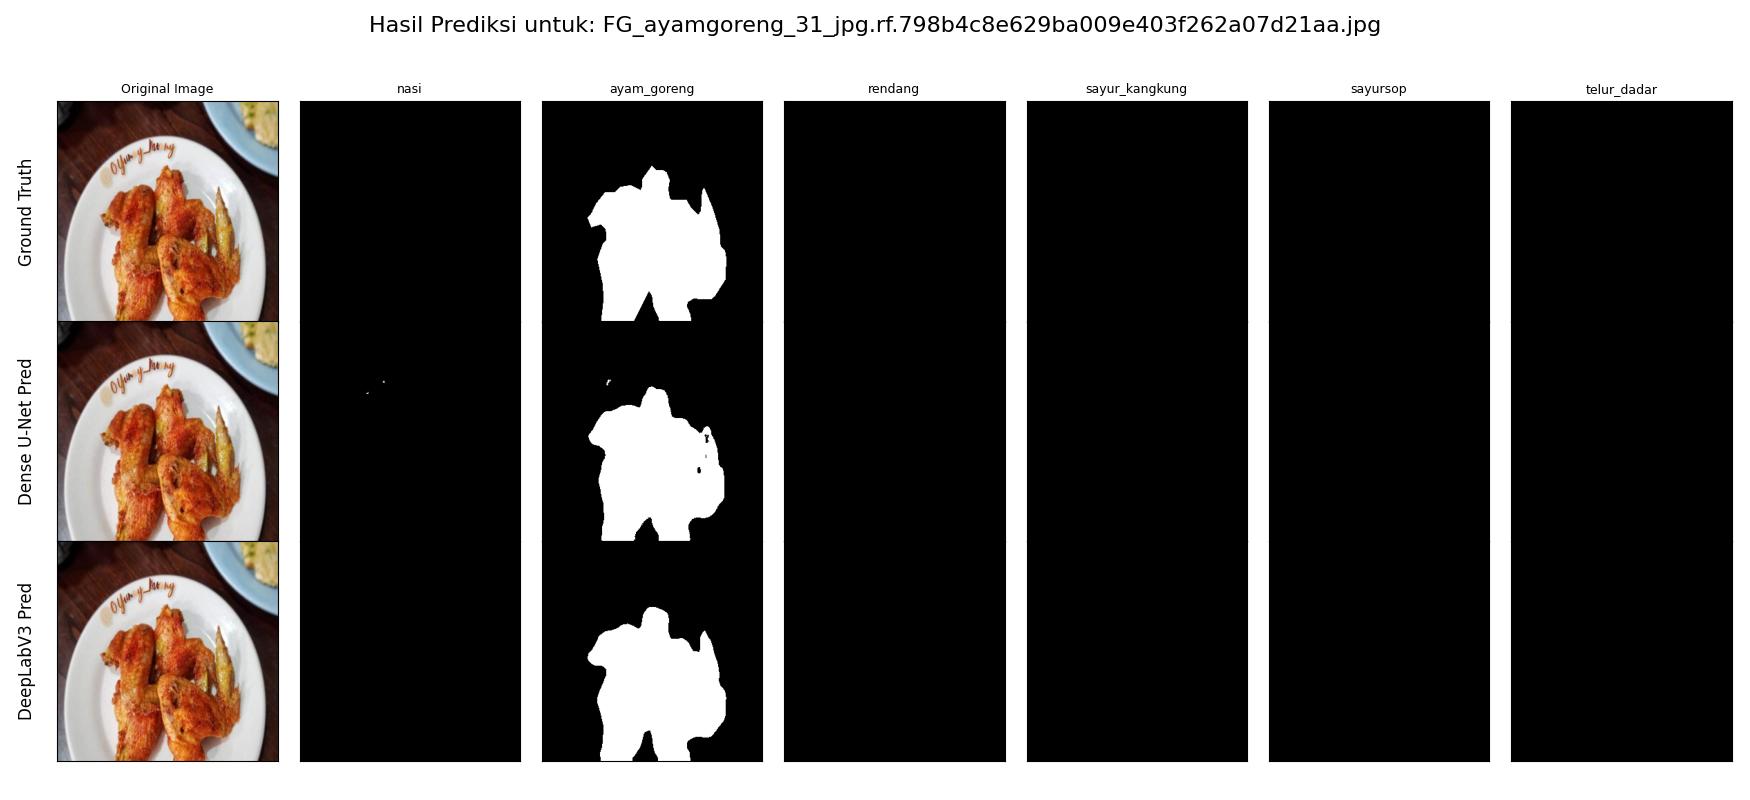 Hasil Prediksi untuk: FG_ayamgoreng_31_jpg.rf.798b4c8e629ba009e403f262a07d21aa.jpg
Original Image
nasi
ayam_goreng
rendang
sayur_kangkung
sayursop
telur_dadar
Ground Truth
Dense U-Net Pred
DeepLabV3 Pred